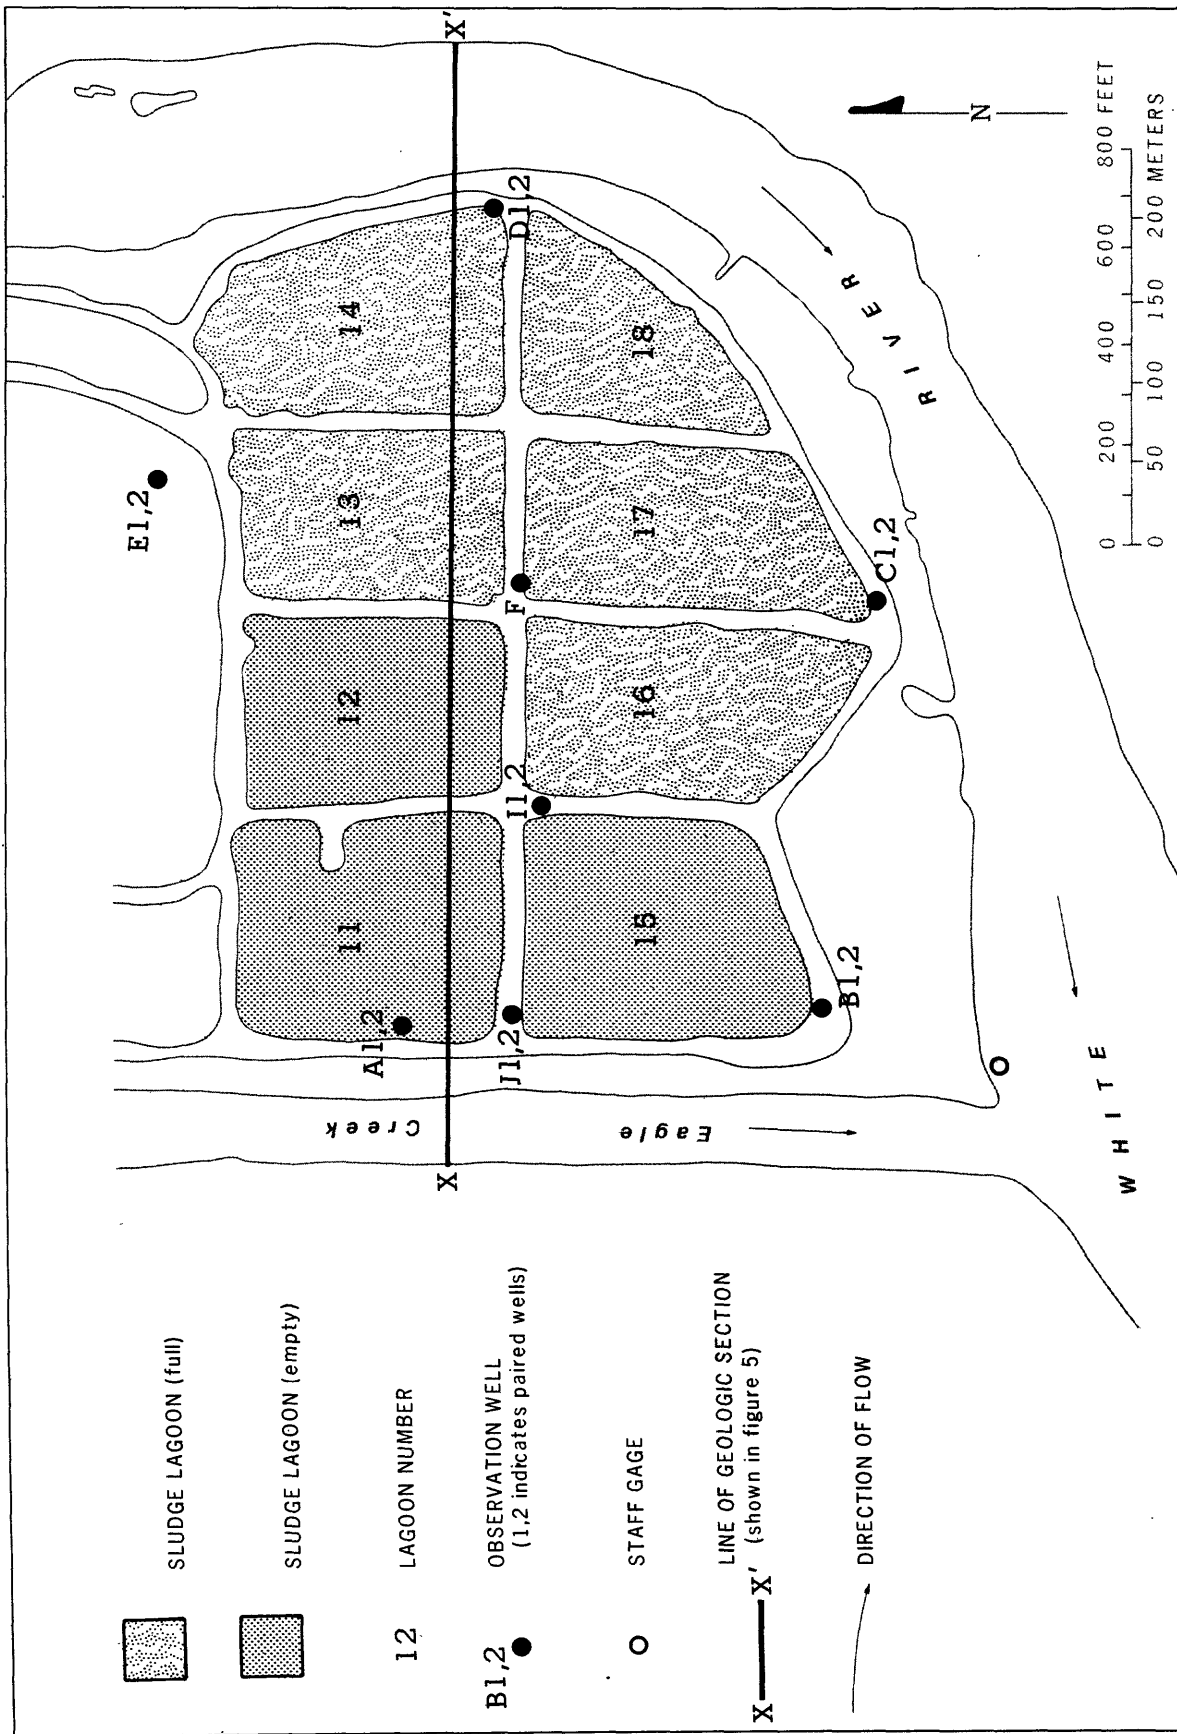 SLUDGE LAGOON (full)
SLUDGE LAGOON (empty)
12
LAGOON NUMBER
B1,2
OBSERVATION WELL
(1,2 indicates paired wells)
STAFF GAGE
X X'
LINE OF GEOLOGIC SECTION
(shown in figure 5)
DIRECTION OF FLOW
E1,2
11
12
13
14
A1,2
X
X'
Creek
J1,2
I1,2
F
D1,2
Eagle
15
16
17
18
B1,2
C1,2
WHITE
RIVER
N
0 200 400 600 800 FEET
0 50 100 150 200 METERS